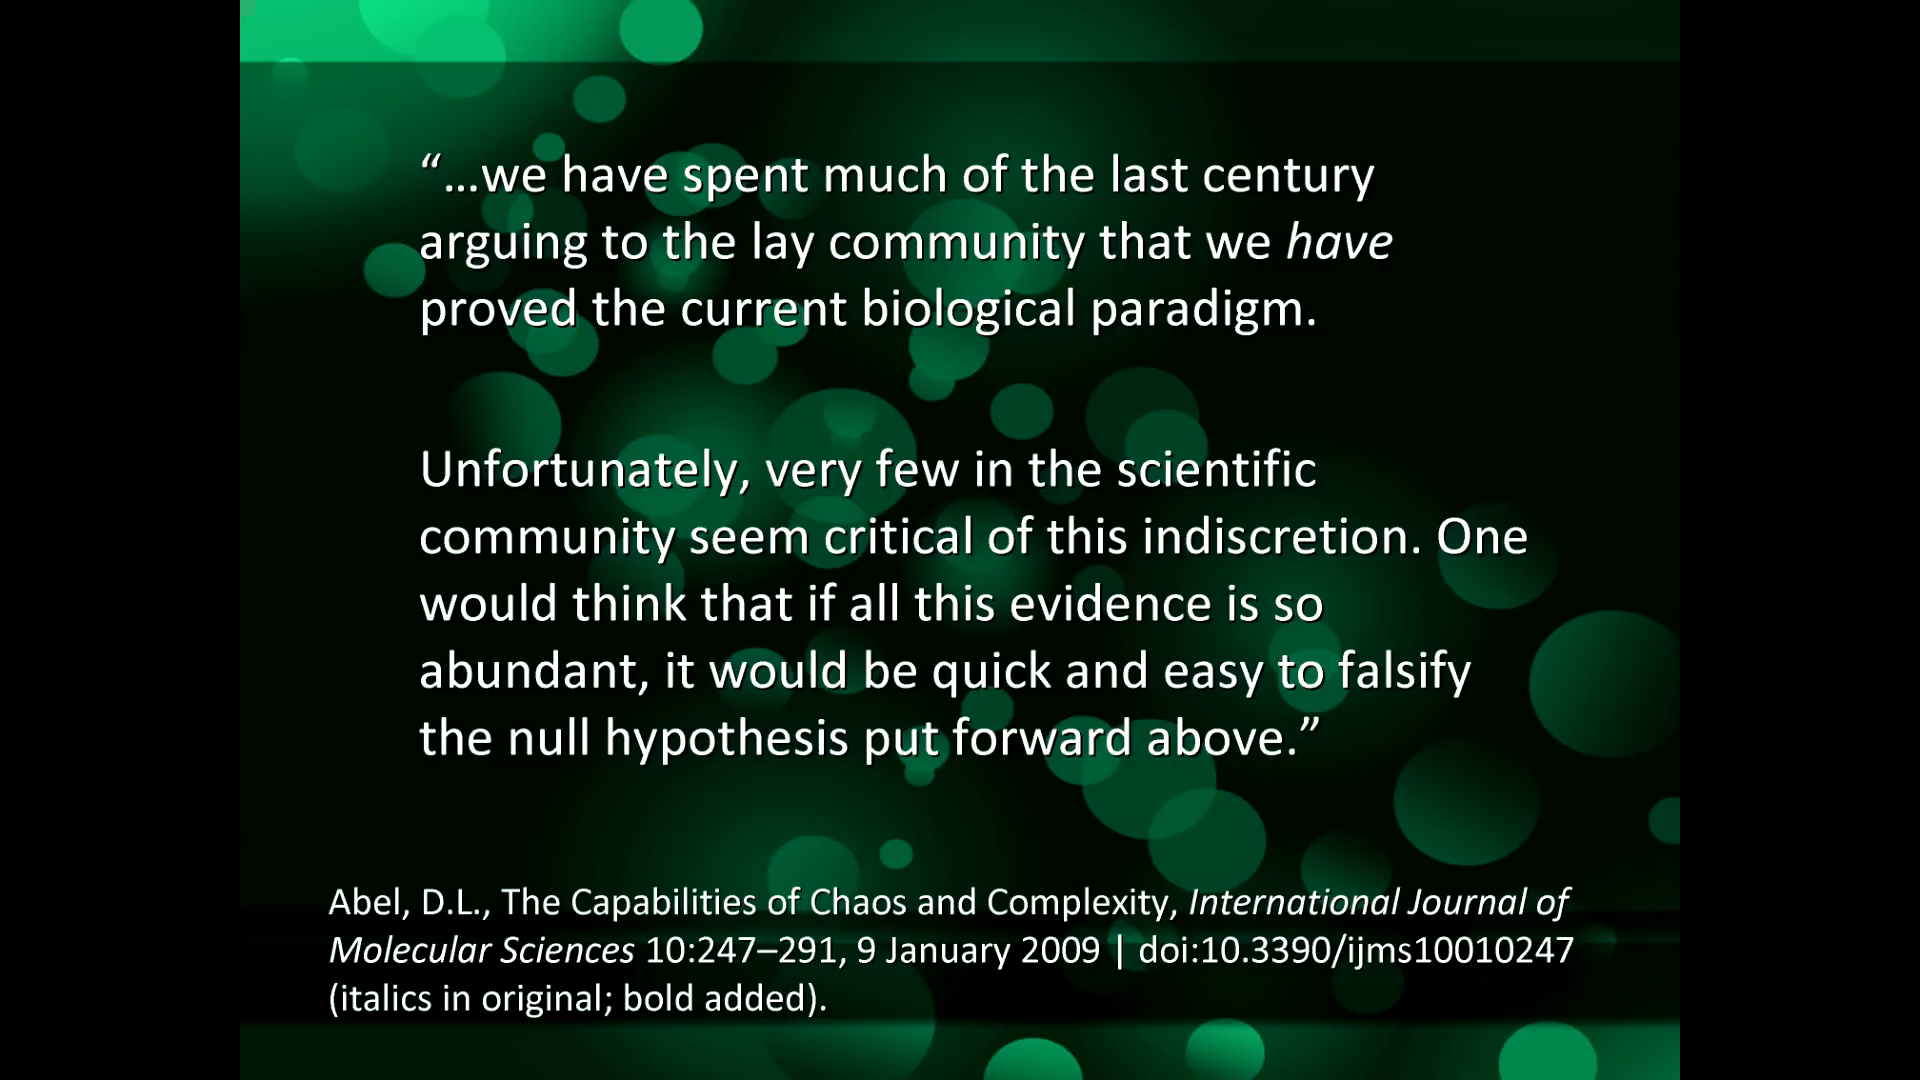 “…we have spent much of the last century
arguing to the lay community that we have
proved the current biological paradigm.
Unfortunately, very few in the scientific
community seem critical of this indiscretion. One
would think that if all this evidence is so
abundant, it would be quick and easy to falsify
the null hypothesis put forward above.”
Abel, D.L., The Capabilities of Chaos and Complexity, International Journal of
Molecular Sciences 10:247–291, 9 January 2009 | doi:10.3390/ijms10010247
(italics in original; bold added).